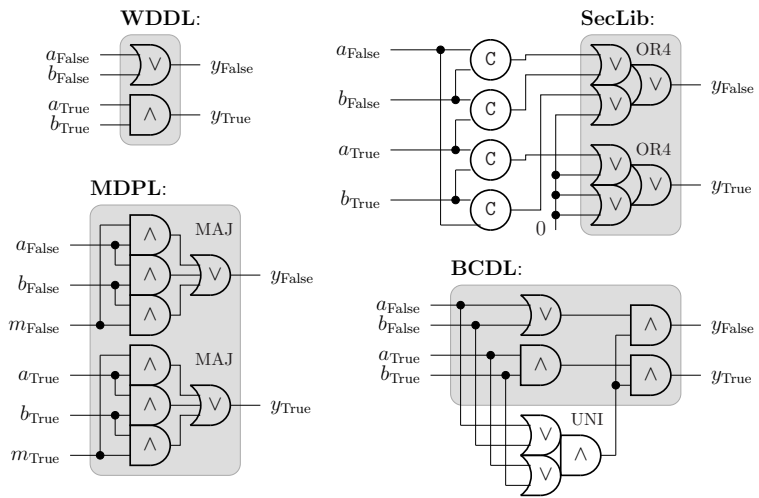 WDDL:
a_False
b_False
∨
y_False
a_True
b_True
∧
y_True
SecLib:
a_False
C
∨
OR4
∨
y_False
b_False
C
∨
a_True
C
∨
OR4
∨
y_True
b_True
C
∨
0
MDPL:
∧
MAJ
a_False
∧
∨
y_False
b_False
∧
m_False
∧
MAJ
a_True
∧
∨
y_True
b_True
∧
m_True
BCDL:
a_False
b_False
∨
∧
y_False
a_True
b_True
∧
∧
y_True
UNI
∨
∧
∨